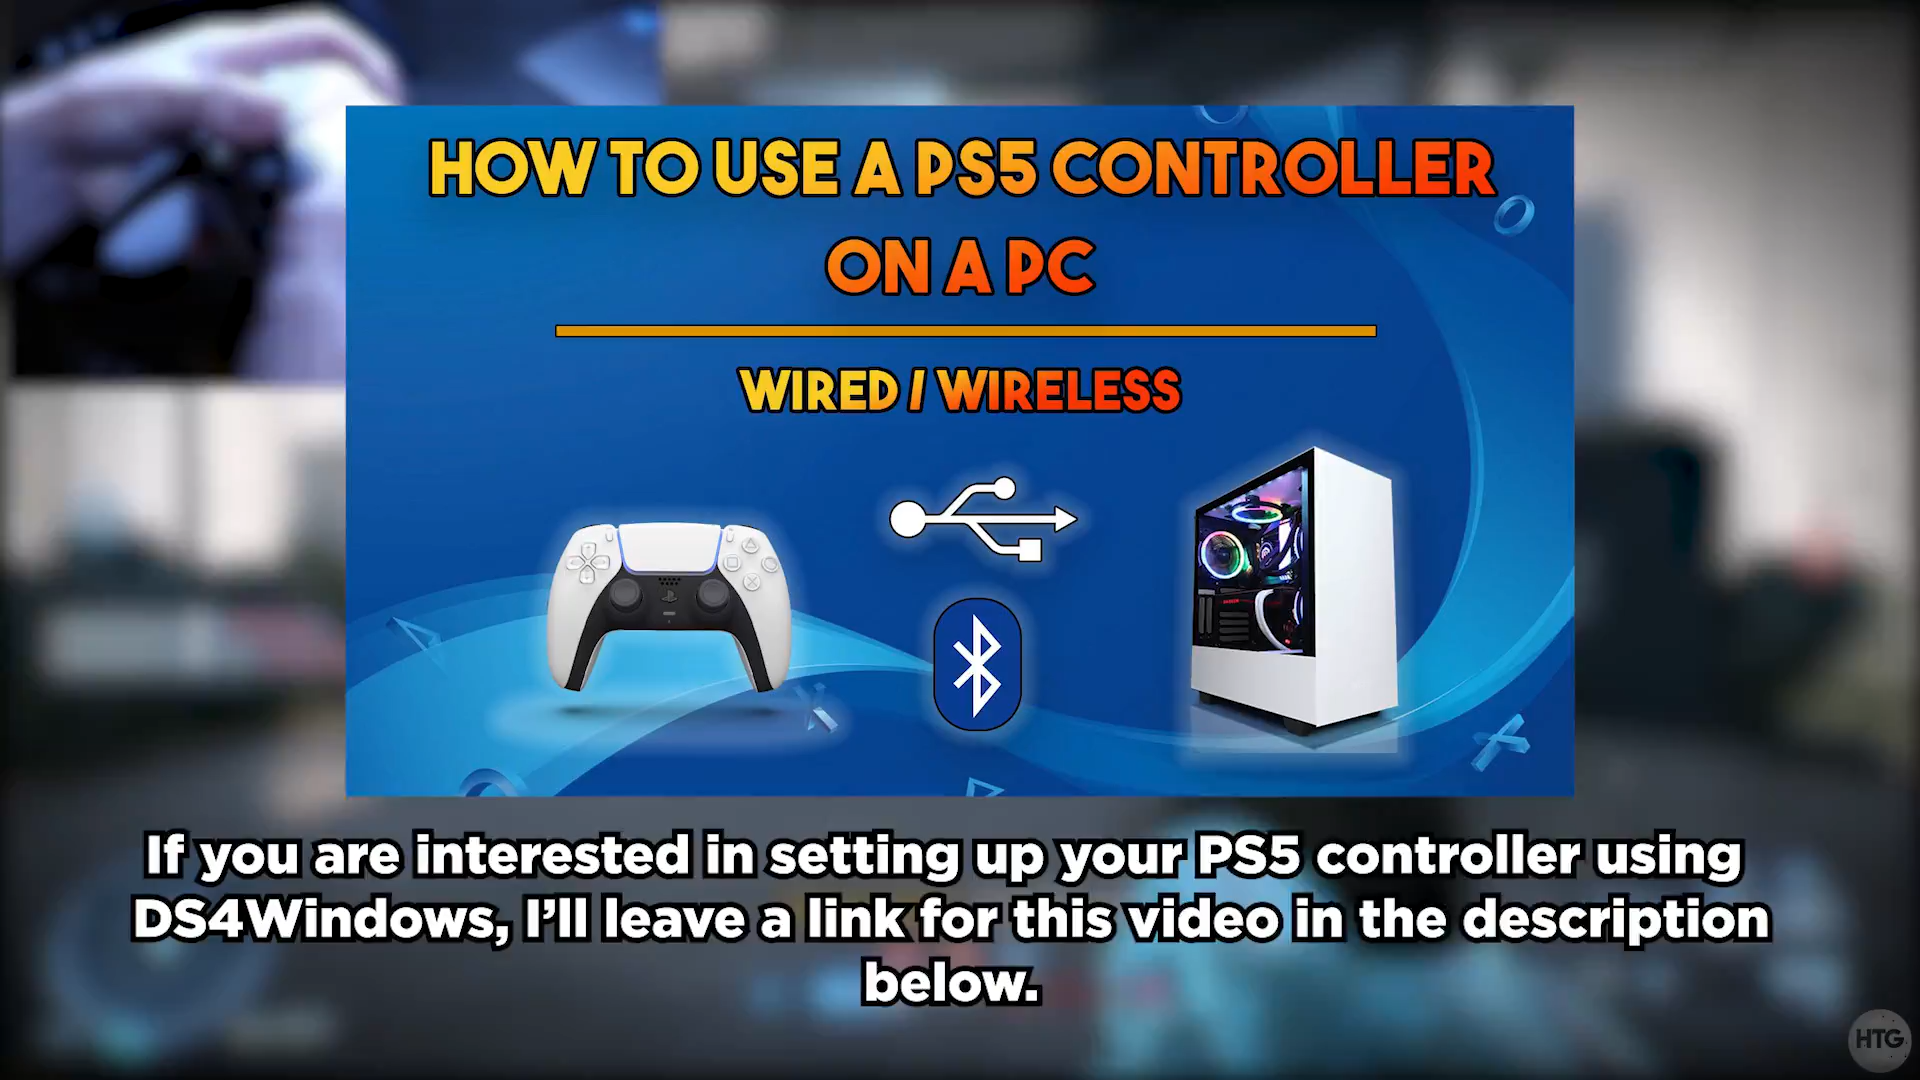 HOW TO USE A PS5 CONTROLLER
ON A PC
WIRED / WIRELESS
If you are interested in setting up your PS5 controller using
DS4Windows, I'll leave a link for this video in the description
below.
HTG